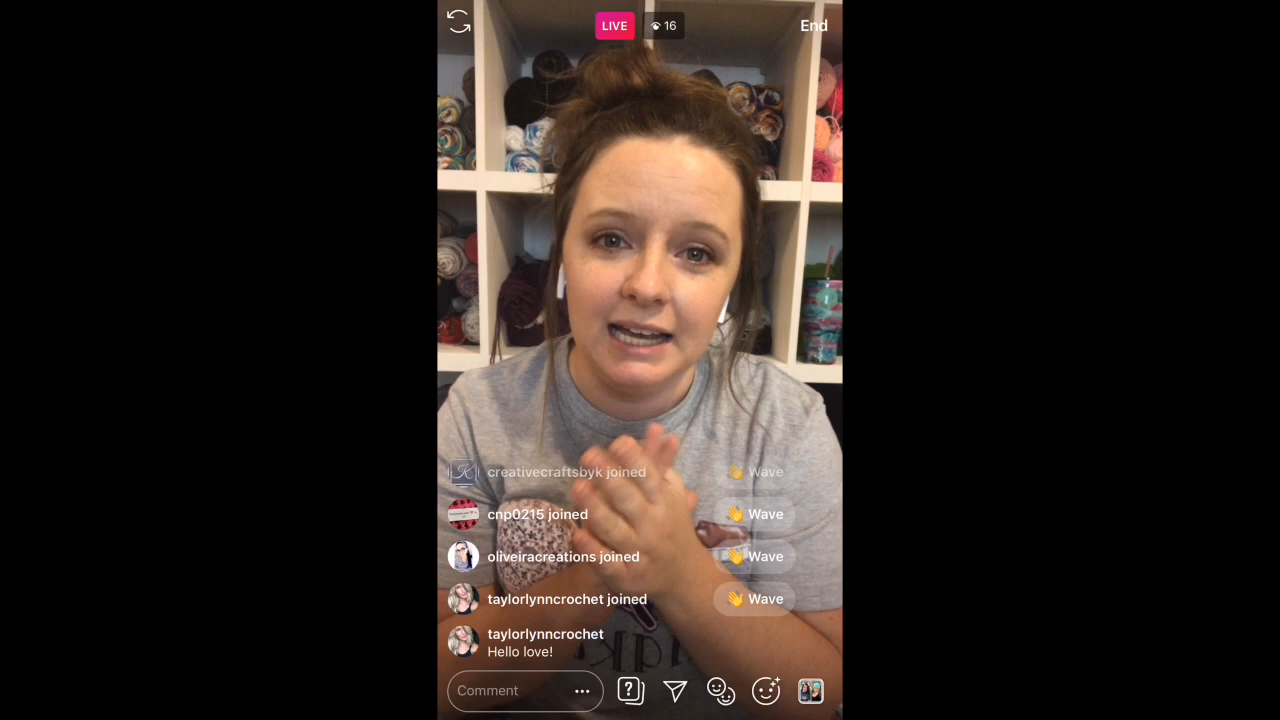 LIVE 16 End
creativecraftsbyk joined 👋 Wave
cnp0215 joined 👋 Wave
oliveiracreations joined 👋 Wave
taylorlynncrochet joined 👋 Wave
taylorlynncrochet
Hello love!
Comment ...